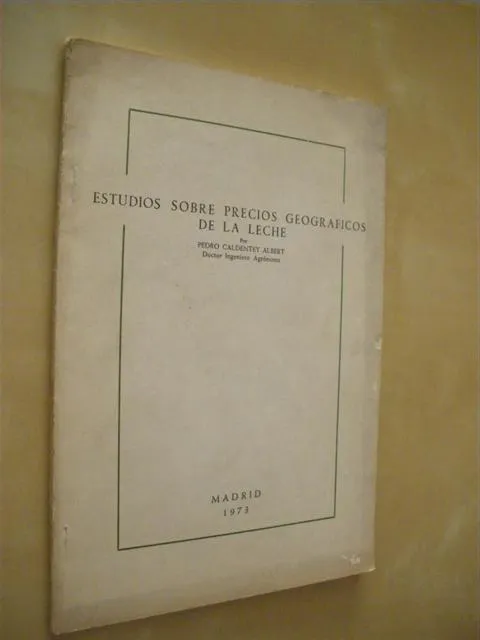 ESTUDIOS SOBRE PRECIOS GEOGRAFICOS
DE LA LECHE
Por
PEDRO CALDENTEY ALBERT
Doctor Ingeniero Agrónomo
MADRID
1973